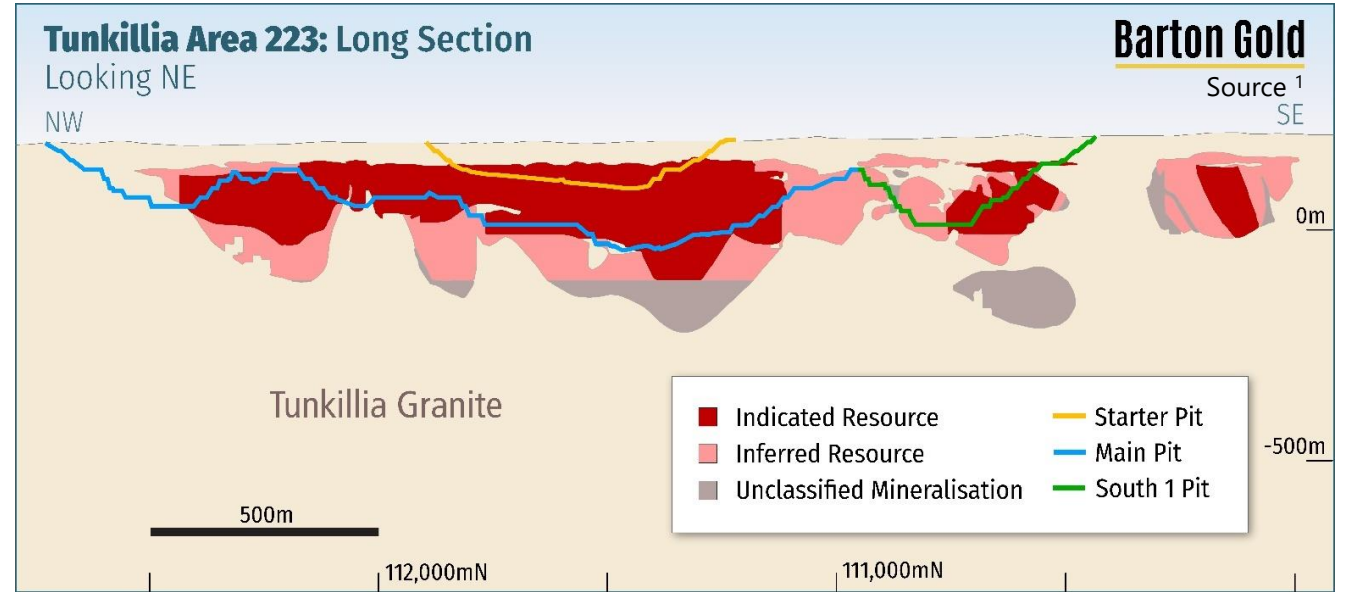 Tunkillia Area 223: Long Section
Looking NE
NW
Barton Gold
Source 1
SE
0m
Tunkillia Granite
Indicated Resource
Inferred Resource
Unclassified Mineralisation
Starter Pit
Main Pit
South 1 Pit
-500m
500m
112,000mN
111,000mN